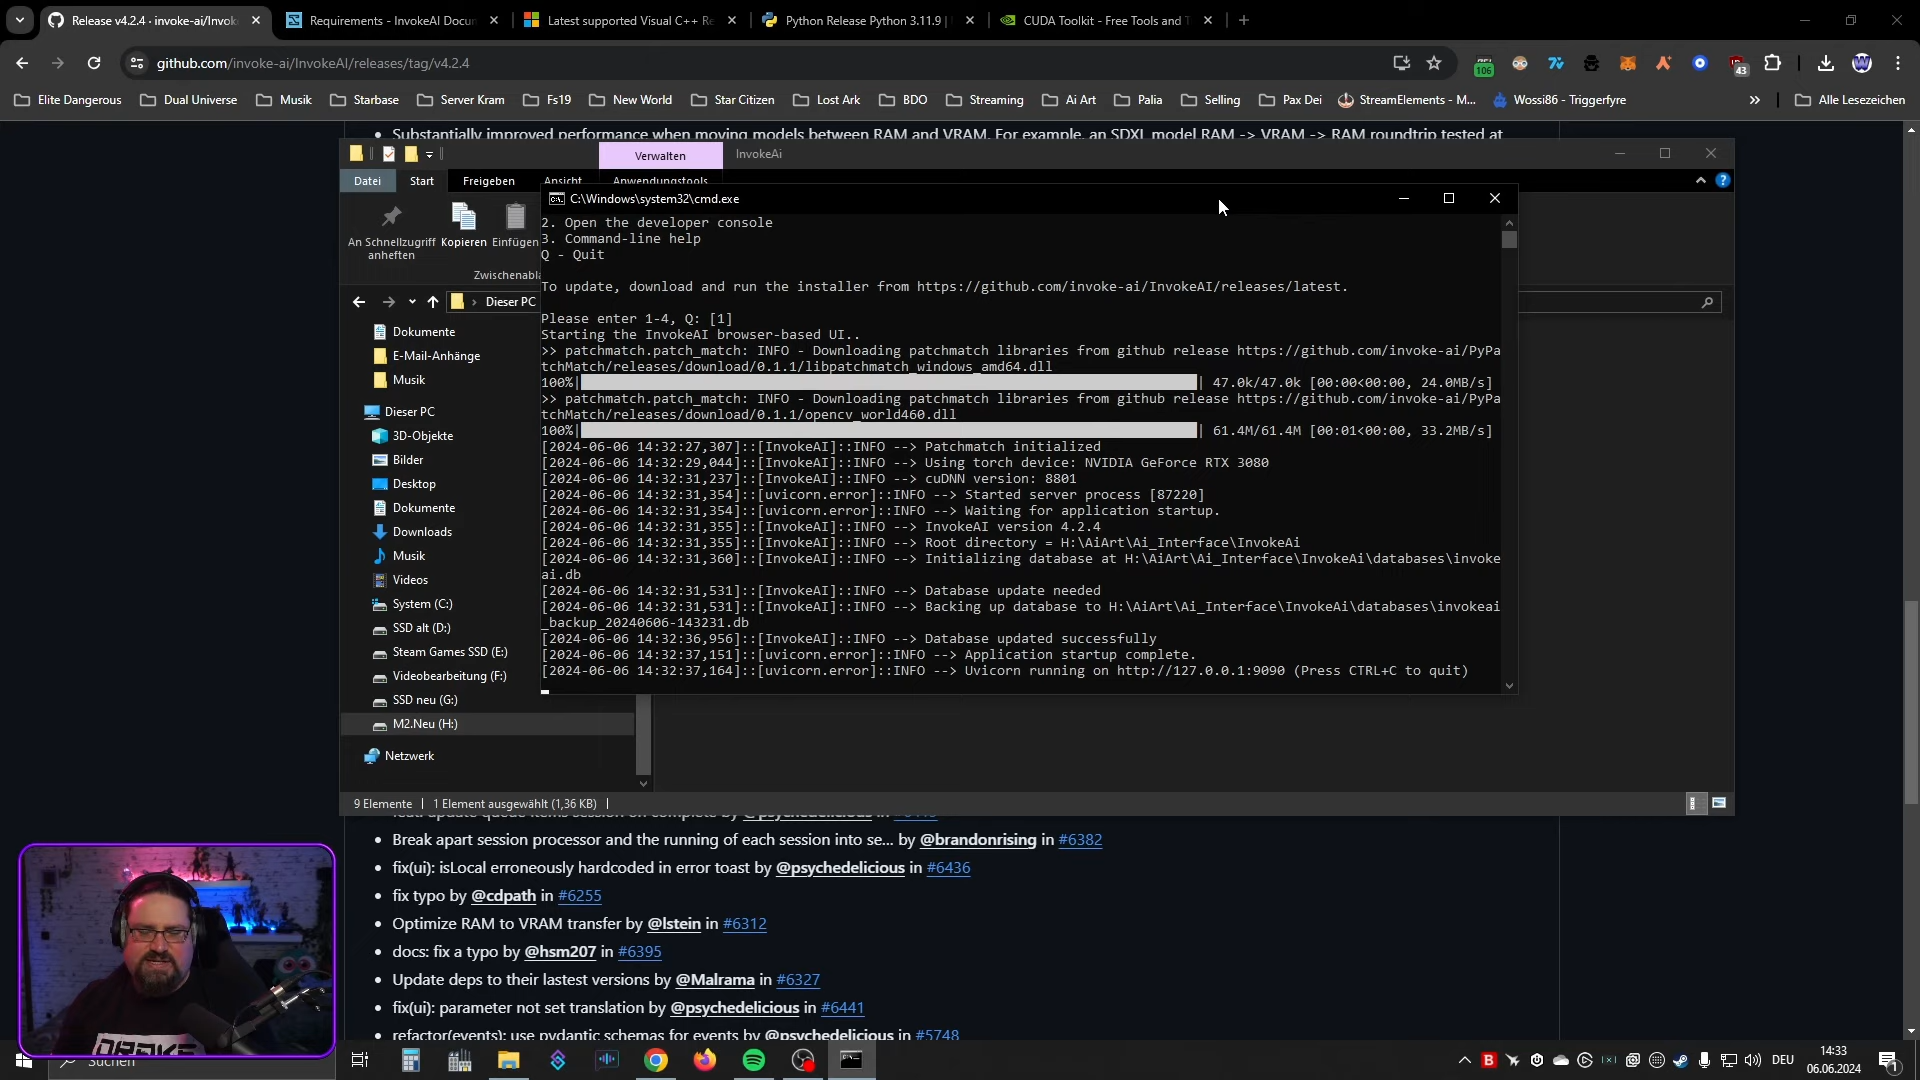 Release v4.2.4 · invoke-ai/Invok
Requirements - InvokeAI Docun
Latest supported Visual C++ Re
Python Release Python 3.11.9 |
CUDA Toolkit - Free Tools and T
github.com/invoke-ai/InvokeAI/releases/tag/v4.2.4
106
43
Elite Dangerous
Dual Universe
Musik
Starbase
Server Kram
Fs19
New World
Star Citizen
Lost Ark
BDO
Streaming
Ai Art
Palia
Selling
Pax Dei
StreamElements - M...
Wossi86 - Triggerfyre
Alle Lesezeichen
Substantially improved performance when moving models between RAM and VRAM. For example, an SDXL model RAM -> VRAM -> RAM roundtrip tested at
Verwalten
InvokeAi
Datei
Start
Freigeben
Ansicht
Anwendungstools
An Schnellzugriff
anheften
Kopieren
Einfügen
Zwischenabla
Dieser PC
Dokumente
E-Mail-Anhänge
Musik
Dieser PC
3D-Objekte
Bilder
Desktop
Dokumente
Downloads
Musik
Videos
System (C:)
SSD alt (D:)
Steam Games SSD (E:)
Videobearbeitung (F:)
SSD neu (G:)
M2.Neu (H:)
Netzwerk
9 Elemente
1 Element ausgewählt (1,36 KB)
C:\Windows\system32\cmd.exe
2. Open the developer console
3. Command-line help
Q - Quit
To update, download and run the installer from https://github.com/invoke-ai/InvokeAI/releases/latest.
Please enter 1-4, Q: [1]
Starting the InvokeAI browser-based UI..
>> patchmatch.patch_match: INFO - Downloading patchmatch libraries from github release https://github.com/invoke-ai/PyPa
tchMatch/releases/download/0.1.1/libpatchmatch_windows_amd64.dll
100%| | 47.0k/47.0k [00:00<00:00, 24.0MB/s]
>> patchmatch.patch_match: INFO - Downloading patchmatch libraries from github release https://github.com/invoke-ai/PyPa
tchMatch/releases/download/0.1.1/opencv_world460.dll
100%| | 61.4M/61.4M [00:01<00:00, 33.2MB/s]
[2024-06-06 14:32:27,307]::[InvokeAI]::INFO --> Patchmatch initialized
[2024-06-06 14:32:29,044]::[InvokeAI]::INFO --> Using torch device: NVIDIA GeForce RTX 3080
[2024-06-06 14:32:31,237]::[InvokeAI]::INFO --> cuDNN version: 8801
[2024-06-06 14:32:31,354]::[uvicorn.error]::INFO --> Started server process [87220]
[2024-06-06 14:32:31,354]::[uvicorn.error]::INFO --> Waiting for application startup.
[2024-06-06 14:32:31,355]::[InvokeAI]::INFO --> InvokeAI version 4.2.4
[2024-06-06 14:32:31,355]::[InvokeAI]::INFO --> Root directory = H:\AiArt\Ai_Interface\InvokeAi
[2024-06-06 14:32:31,360]::[InvokeAI]::INFO --> Initializing database at H:\AiArt\Ai_Interface\InvokeAi\databases\invoke
ai.db
[2024-06-06 14:32:31,531]::[InvokeAI]::INFO --> Database update needed
[2024-06-06 14:32:31,531]::[InvokeAI]::INFO --> Backing up database to H:\AiArt\Ai_Interface\InvokeAi\databases\invokeai
_backup_20240606-143231.db
[2024-06-06 14:32:36,956]::[InvokeAI]::INFO --> Database updated successfully
[2024-06-06 14:32:37,151]::[uvicorn.error]::INFO --> Application startup complete.
[2024-06-06 14:32:37,164]::[uvicorn.error]::INFO --> Uvicorn running on http://127.0.0.1:9090 (Press CTRL+C to quit)
feat: update queue items session on complete by @psychedelicious in
Break apart session processor and the running of each session into se... by @brandonrising in #6382
fix(ui): isLocal erroneously hardcoded in error toast by @psychedelicious in #6436
fix typo by @cdpath in #6255
Optimize RAM to VRAM transfer by @lstein in #6312
docs: fix a typo by @hsm207 in #6395
Update deps to their lastest versions by @Malrama in #6327
fix(ui): parameter not set translation by @psychedelicious in #6441
refactor(events): use pydantic schemas for events by @psychedelicious in #5748
Suchen
DEU
14:33
06.06.2024
1